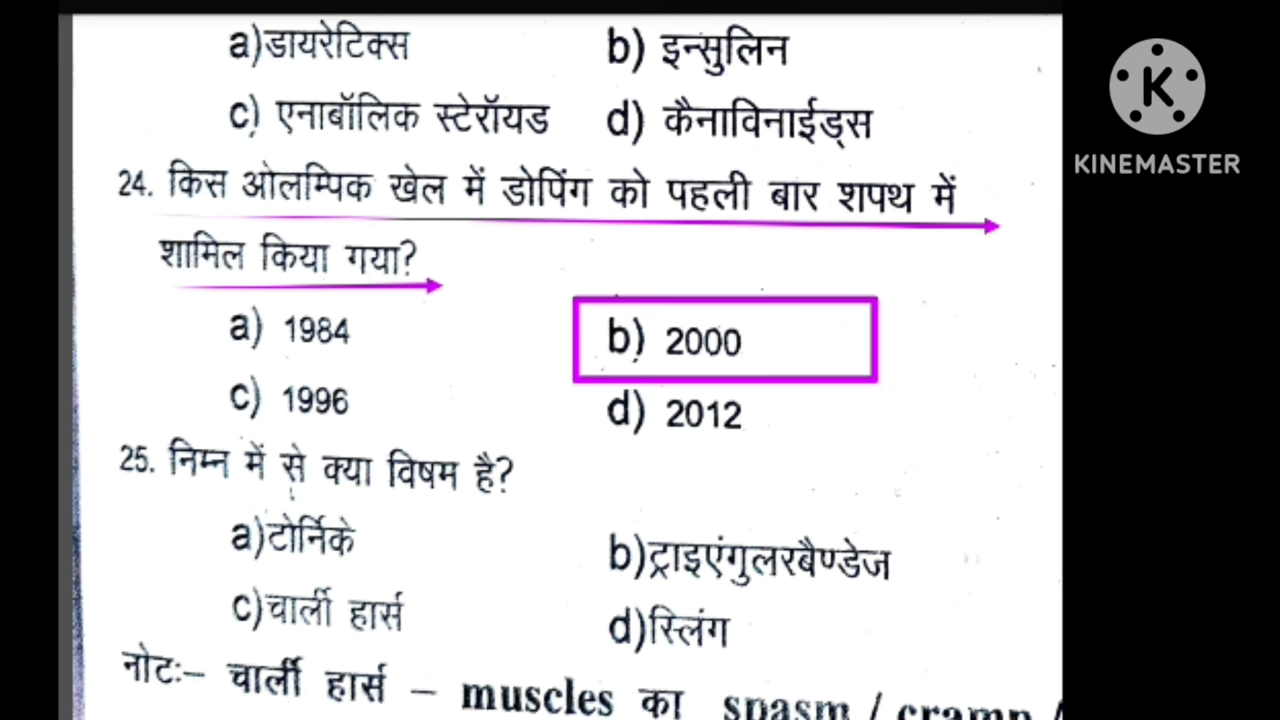 a)डायरेटिक्स b) इन्सुलिन
c) एनाबॉलिक स्टेरॉयड d) कैनाविनाईड्स
24. किस ओलम्पिक खेल में डोपिंग को पहली बार शपथ में
शामिल किया गया?
a) 1984 b) 2000
c) 1996 d) 2012
25. निम्न में से क्या विषम है?
a)टोर्निके b)ट्राइएंगुलरबैण्डेज
c)चार्ली हार्स d)स्लिंग
नोटः– चार्ली हार्स – muscles का spasm / cramp /
K
KINEMASTER